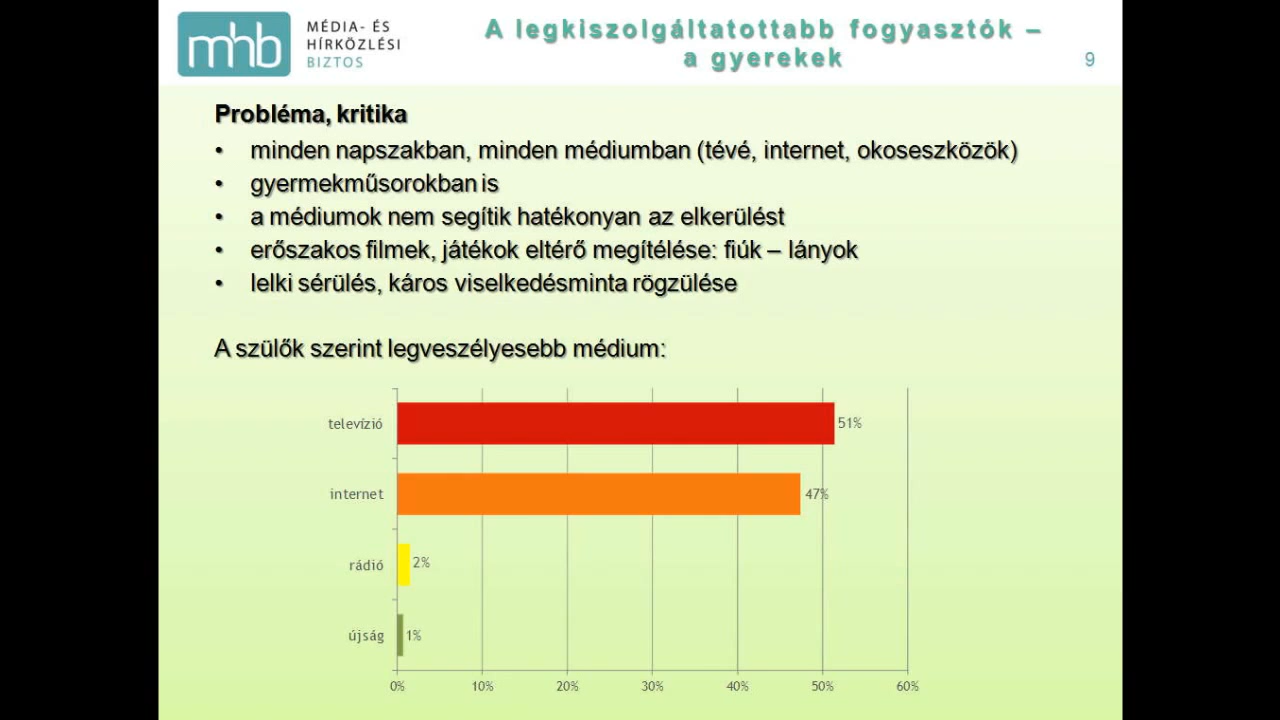 mhb
MÉDIA- ÉS
HÍRKÖZLÉSI
BIZTOS
A legkiszolgáltatottabb fogyasztók –
a gyerekek
9
Probléma, kritika
• minden napszakban, minden médiumban (tévé, internet, okoseszközök)
• gyermekműsorokban is
• a médiumok nem segítik hatékonyan az elkerülést
• erőszakos filmek, játékok eltérő megítélése: fiúk – lányok
• lelki sérülés, káros viselkedésminta rögzülése
A szülők szerint legveszélyesebb médium:
televízió 51%
internet 47%
rádió 2%
újság 1%
0% 10% 20% 30% 40% 50% 60%